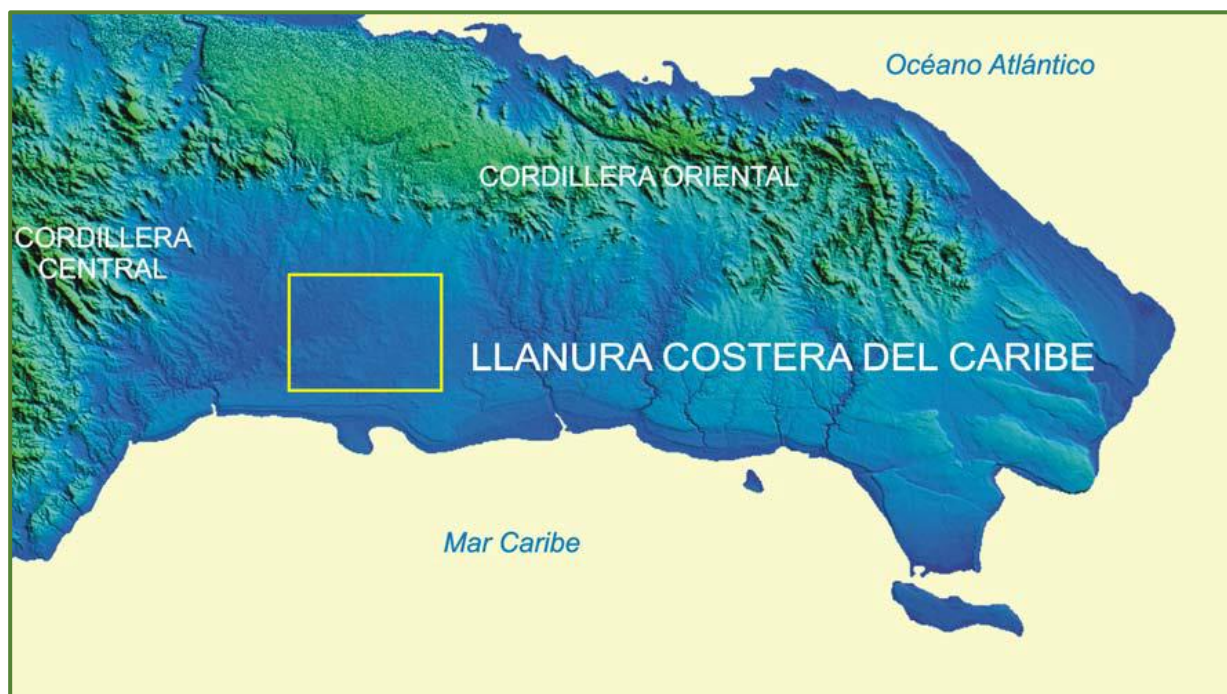 Océano Atlántico
CORDILLERA ORIENTAL
CORDILLERA
CENTRAL
LLANURA COSTERA DEL CARIBE
Mar Caribe